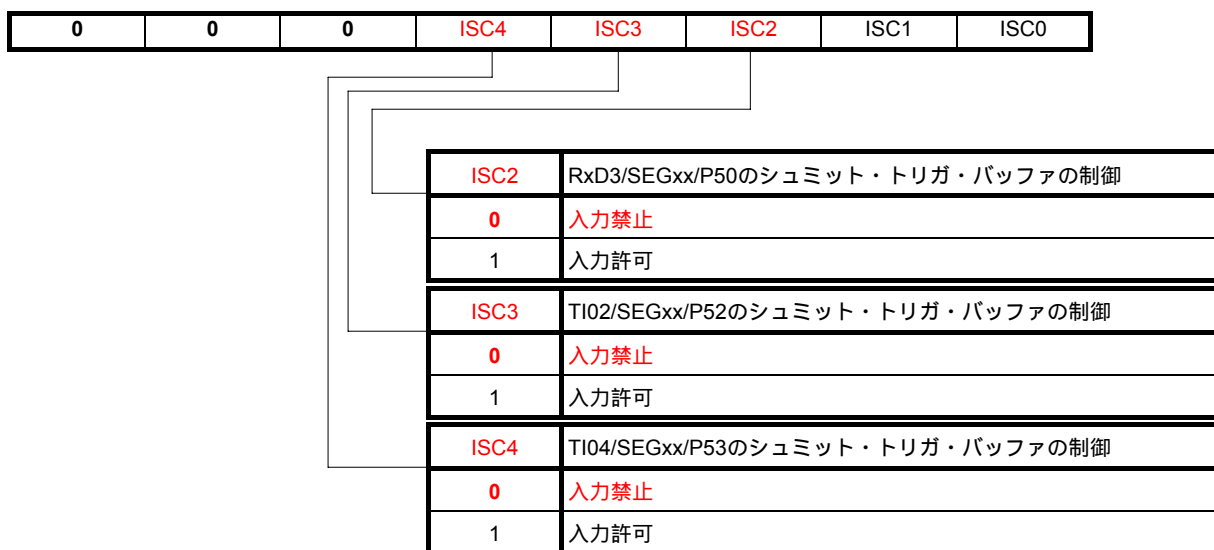 0 0 0 ISC4 ISC3 ISC2 ISC1 ISC0
ISC2 RxD3/SEGxx/P50のシュミット・トリガ・バッファの制御
0 入力禁止
1 入力許可
ISC3 TI02/SEGxx/P52のシュミット・トリガ・バッファの制御
0 入力禁止
1 入力許可
ISC4 TI04/SEGxx/P53のシュミット・トリガ・バッファの制御
0 入力禁止
1 入力許可